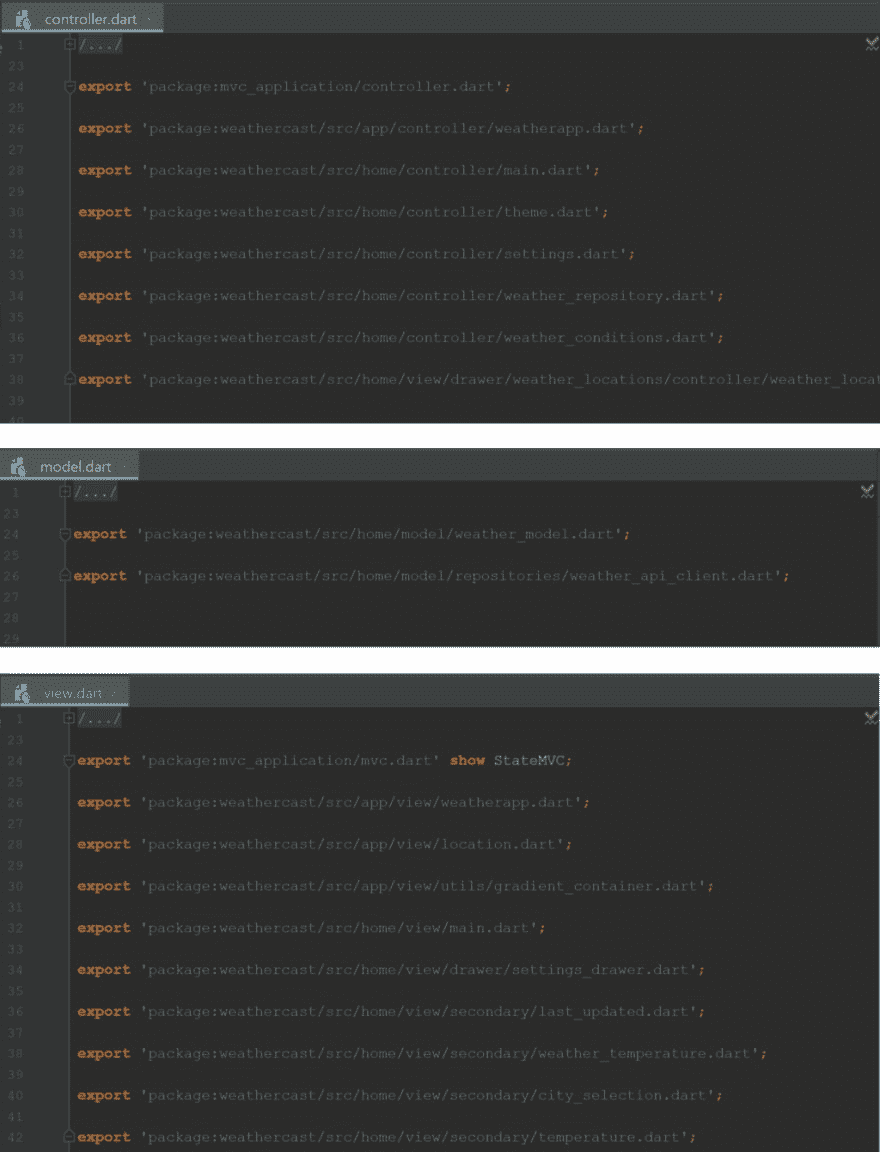 controller.dart
1 /.../
23
24 export 'package:mvc_application/controller.dart';
25
26 export 'package:weathercast/src/app/controller/weatherapp.dart';
27
28 export 'package:weathercast/src/home/controller/main.dart';
29
30 export 'package:weathercast/src/home/controller/theme.dart';
31
32 export 'package:weathercast/src/home/controller/settings.dart';
33
34 export 'package:weathercast/src/home/controller/weather_repository.dart';
35
36 export 'package:weathercast/src/home/controller/weather_conditions.dart';
37
38 export 'package:weathercast/src/home/view/drawer/weather_locations/controller/weather_locat
39
40
model.dart
1 /.../
23
24 export 'package:weathercast/src/home/model/weather_model.dart';
25
26 export 'package:weathercast/src/home/model/repositories/weather_api_client.dart';
27
28
29
view.dart
1 /.../
23
24 export 'package:mvc_application/mvc.dart' show StateMVC;
25
26 export 'package:weathercast/src/app/view/weatherapp.dart';
27
28 export 'package:weathercast/src/app/view/location.dart';
29
30 export 'package:weathercast/src/app/view/utils/gradient_container.dart';
31
32 export 'package:weathercast/src/home/view/main.dart';
33
34 export 'package:weathercast/src/home/view/drawer/settings_drawer.dart';
35
36 export 'package:weathercast/src/home/view/secondary/last_updated.dart';
37
38 export 'package:weathercast/src/home/view/secondary/weather_temperature.dart';
39
40 export 'package:weathercast/src/home/view/secondary/city_selection.dart';
41
42 export 'package:weathercast/src/home/view/secondary/temperature.dart';